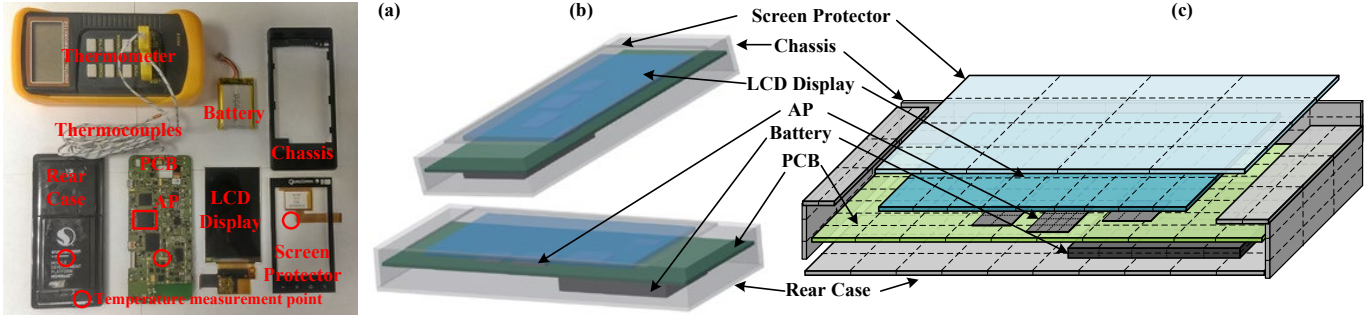 (a)
Thermometer
Battery
Thermocouples
Chassis
Rear
Case
PCB
AP
LCD
Display
Screen
Protector
Temperature measurement point
(b)
(c)
Screen Protector
Chassis
LCD Display
AP
Battery
PCB
Rear Case